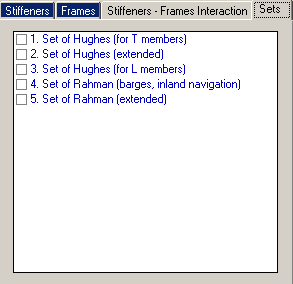 Stiffeners Frames Stiffeners - Frames Interaction Sets
1. Set of Hughes (for T members)
2. Set of Hughes (extended)
3. Set of Hughes (for L members)
4. Set of Rahman (barges, inland navigation)
5. Set of Rahman (extended)